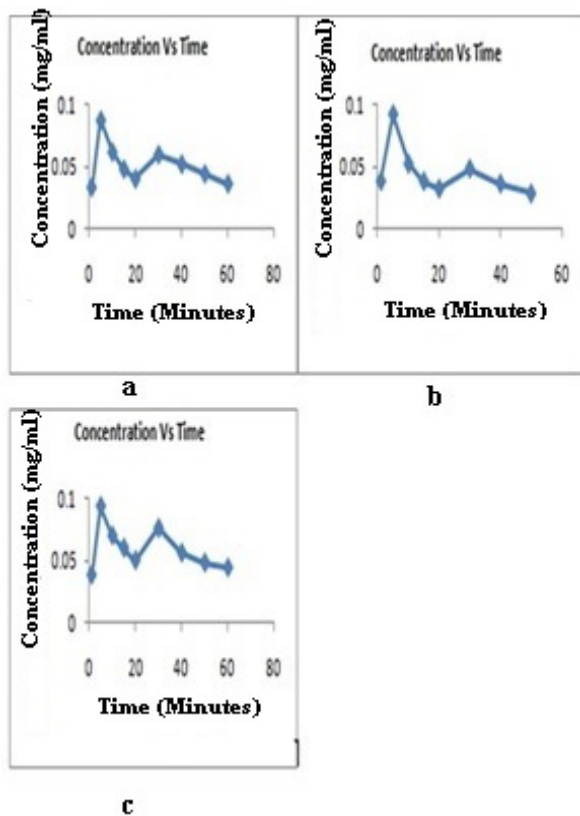 Concentration Vs Time
Concentration (mg/ml)
0.1
0.05
0
0 20 40 60 80
Time (Minutes)
a
Concentration Vs Time
Concentration (mg/ml)
0.1
0.05
0
0 20 40 60
Time (Minutes)
b
Concentration Vs Time
Concentration (mg/ml)
0.1
0.05
0
0 20 40 60 80
Time (Minutes)
c